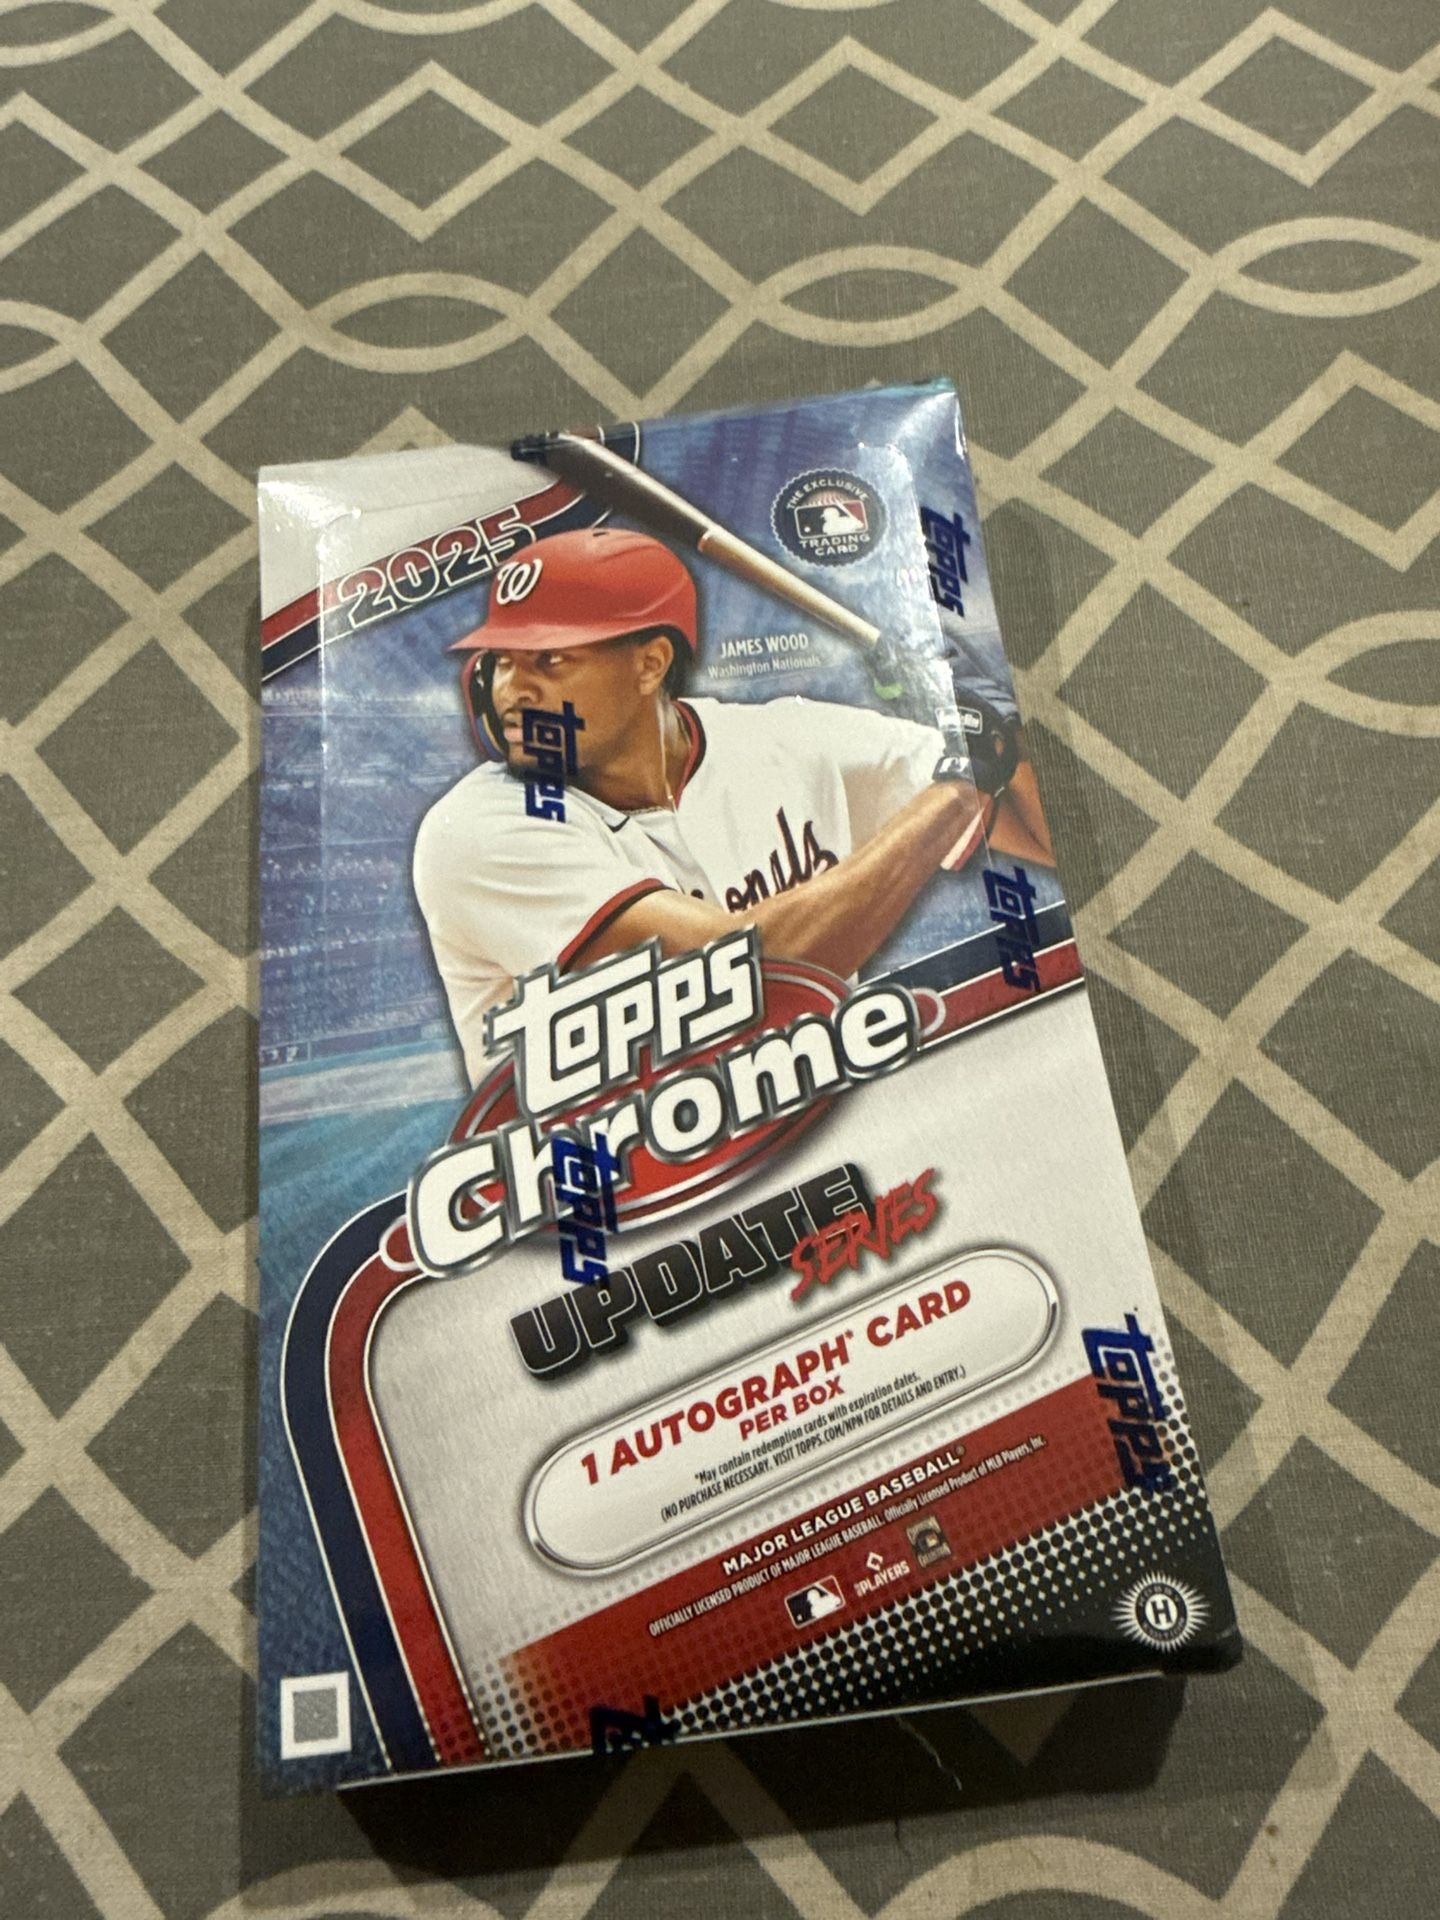 2025
W
THE EXCLUSIVE
TRADING
CARD
JAMES WOOD
Washington Nationals
topps
topps
topps
topps
topps
topps
chrome
UPDATE
SERIES
1 AUTOGRAPH* CARD
PER BOX
*May contain redemption cards with expiration dates.
(NO PURCHASE NECESSARY. VISIT TOPPS.COM/NPN FOR DETAILS AND ENTRY.)
MAJOR LEAGUE BASEBALL®
OFFICIALLY LICENSED PRODUCT OF MAJOR LEAGUE BASEBALL. Officially Licensed Product of MLB Players, Inc.
PLAYERS
H